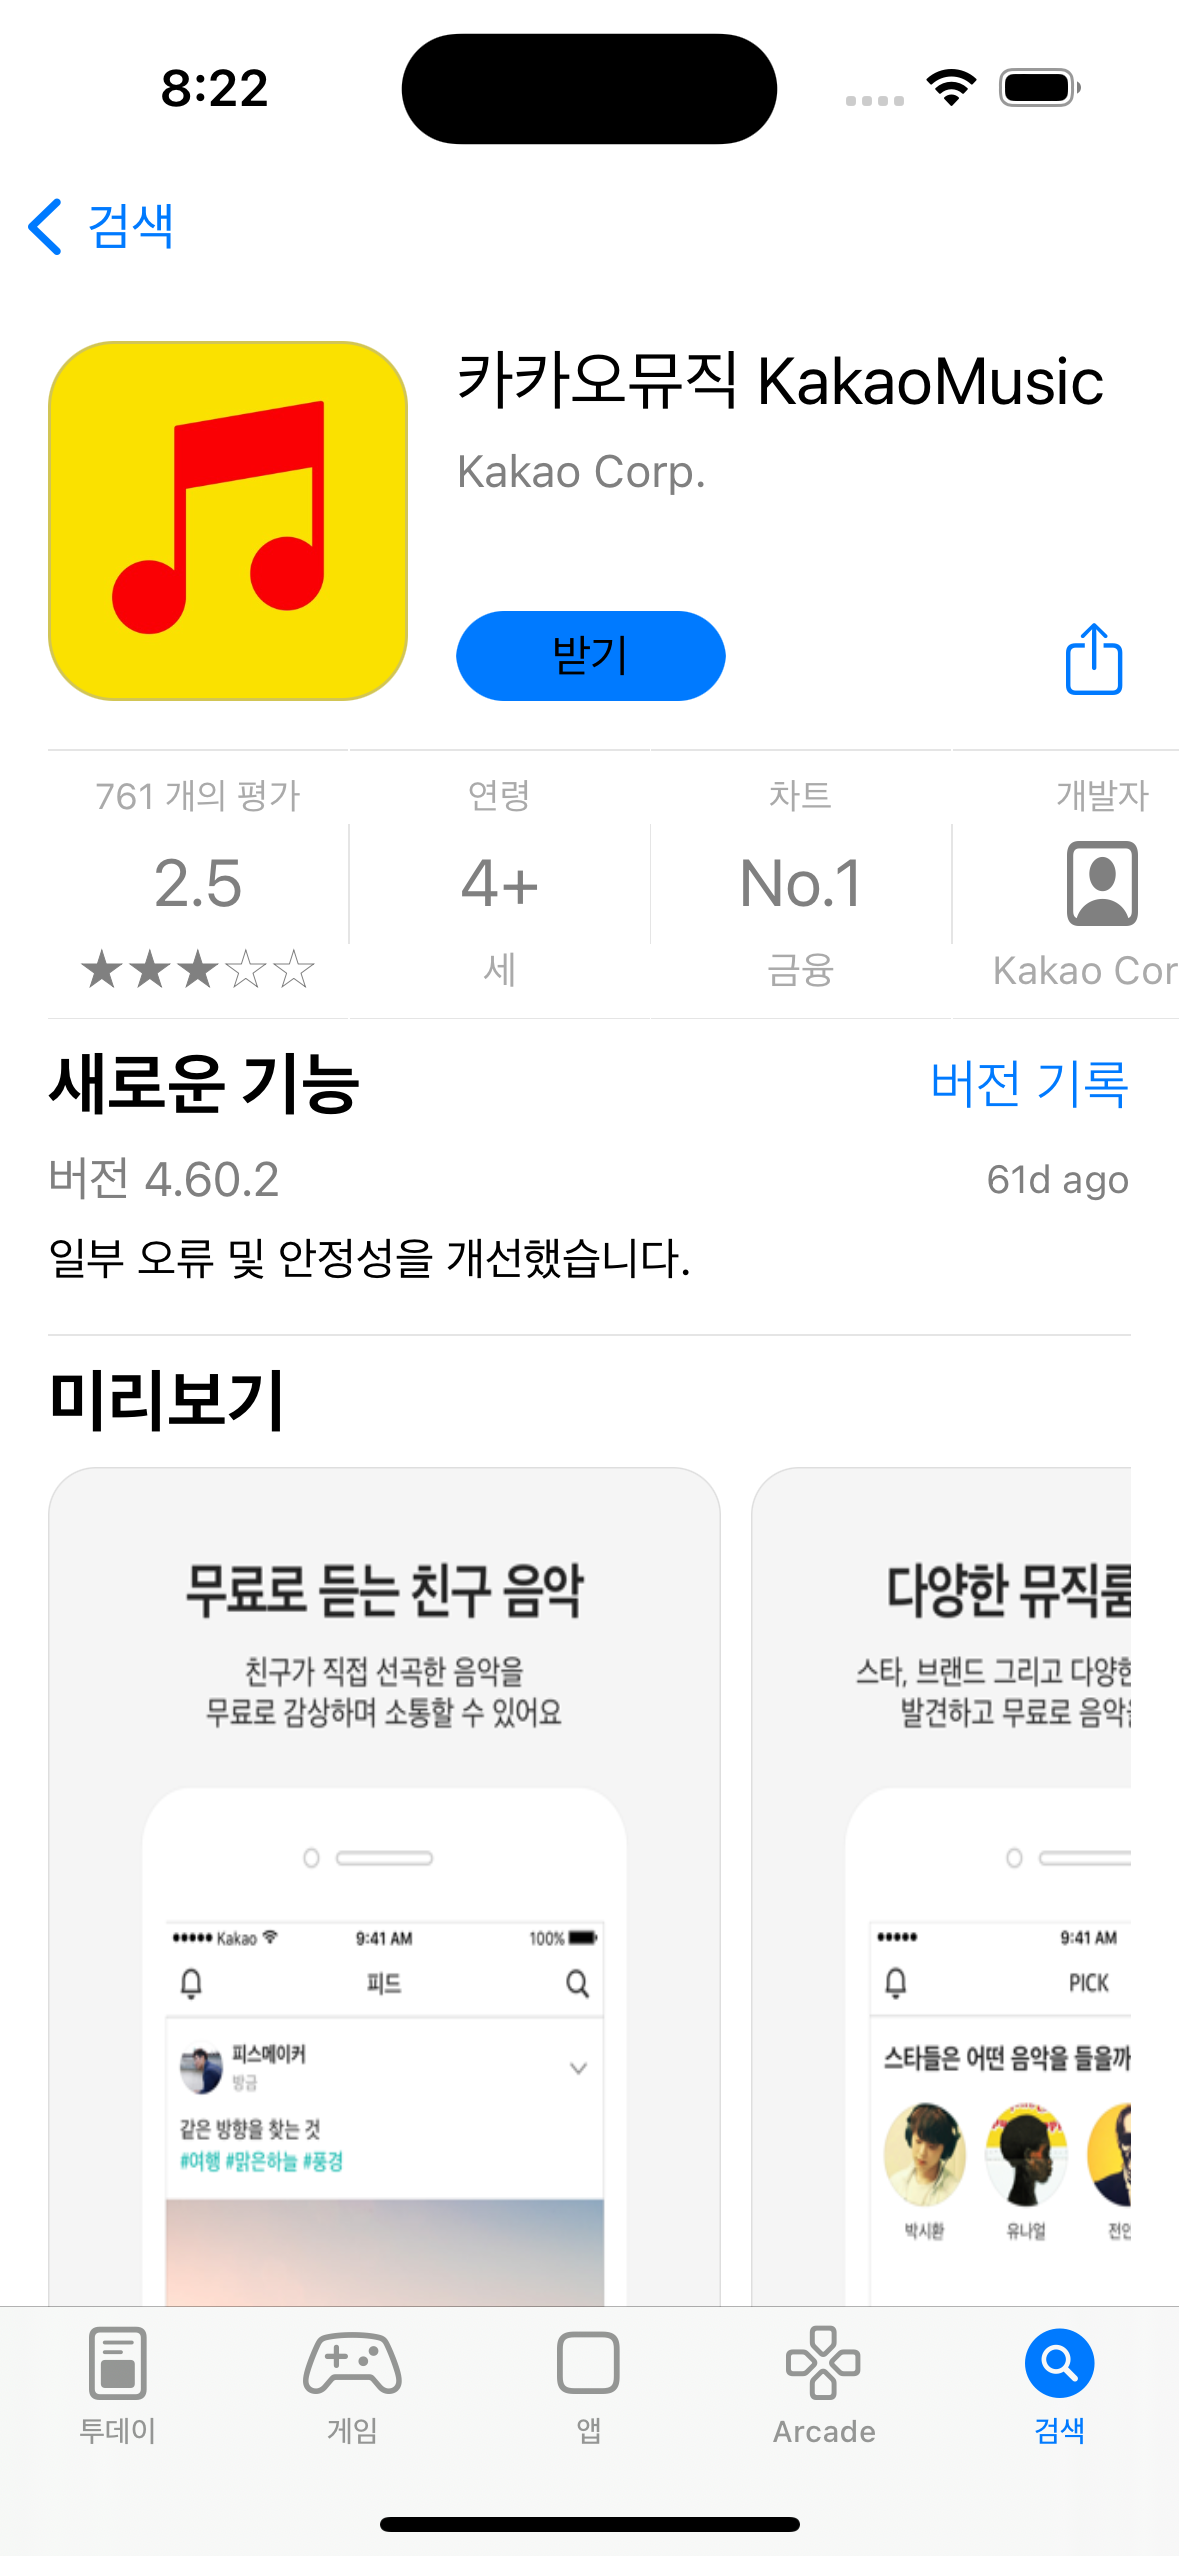 8:22
검색
카카오뮤직 KakaoMusic
Kakao Corp.
받기
761 개의 평가
2.5
★★★☆☆
연령
4+
세
차트
No.1
금융
개발자
Kakao Cor
새로운 기능
버전 기록
버전 4.60.2
61d ago
일부 오류 및 안정성을 개선했습니다.
미리보기
무료로 듣는 친구 음악
친구가 직접 선곡한 음악을
무료로 감상하며 소통할 수 있어요
Kakao 9:41 AM 100%
피드
피스메이커
방금
같은 방향을 찾는 것
#여행 #맑은하늘 #풍경
다양한 뮤직룸
스타, 브랜드 그리고 다양한
발견하고 무료로 음악을
9:41 AM
PICK
스타들은 어떤 음악을 들을까
박시환
유나얼
투데이
게임
앱
Arcade
검색